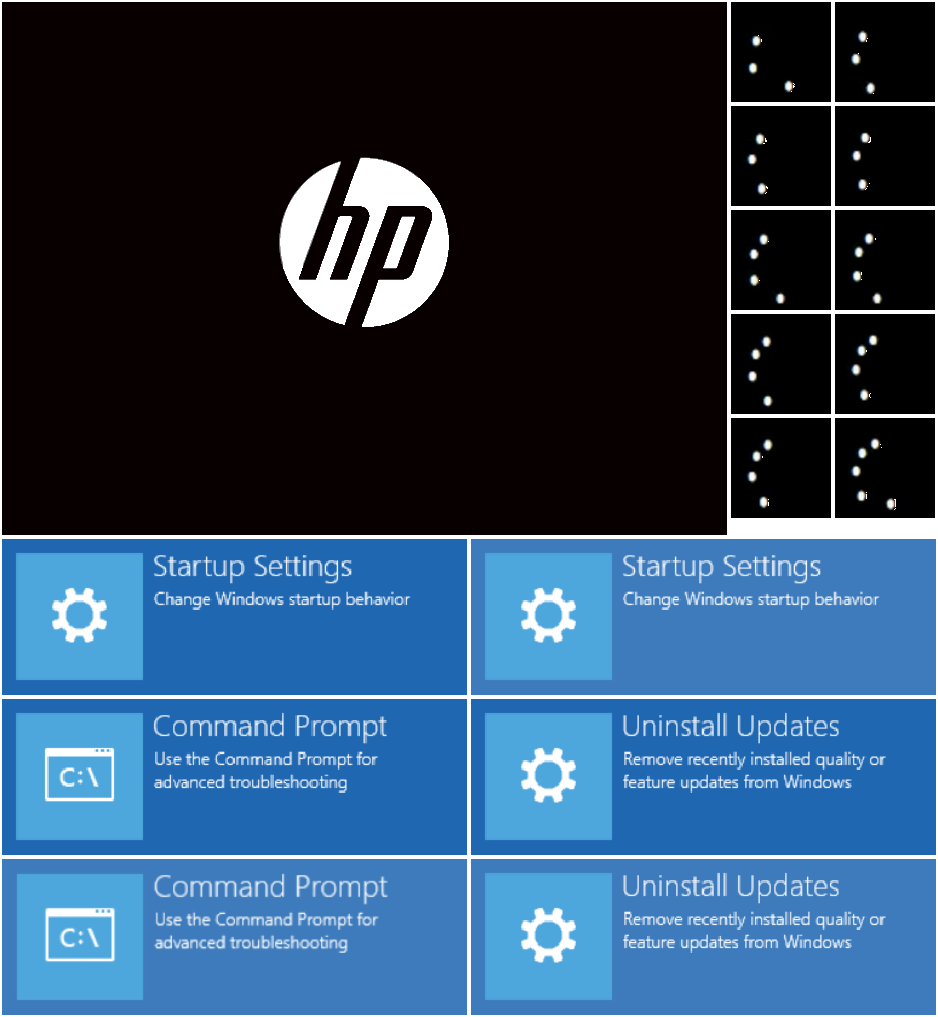 hp
Startup Settings
Change Windows startup behavior
Startup Settings
Change Windows startup behavior
Command Prompt
Use the Command Prompt for
advanced troubleshooting
Uninstall Updates
Remove recently installed quality or
feature updates from Windows
Command Prompt
Use the Command Prompt for
advanced troubleshooting
Uninstall Updates
Remove recently installed quality or
feature updates from Windows
C:\
C:\